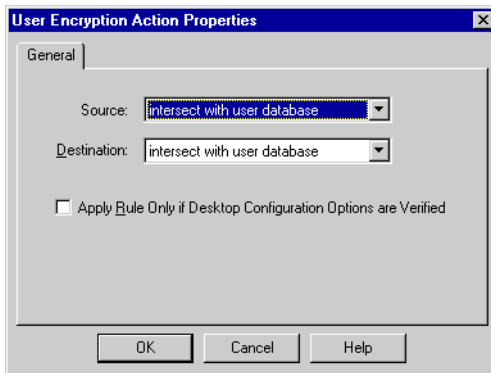 User Encryption Action Properties
General
Source: intersect with user database
Destination: intersect with user database
Apply Rule Only if Desktop Configuration Options are Verified
OK Cancel Help